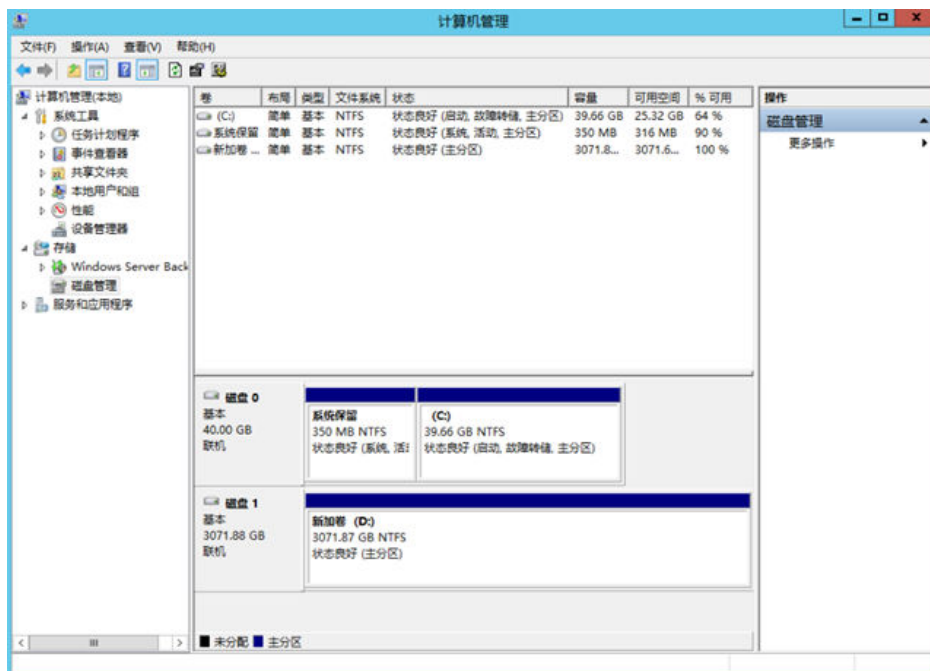 计算机管理
文件(F) 操作(A) 查看(V) 帮助(H)
计算机管理(本地)
系统工具
任务计划程序
事件查看器
共享文件夹
本地用户和组
性能
设备管理器
存储
Windows Server Back
磁盘管理
服务和应用程序
卷 布局 类型 文件系统 状态 容量 可用空间 % 可用
(C:) 简单 基本 NTFS 状态良好 (启动, 故障转储, 主分区) 39.66 GB 25.32 GB 64 %
系统保留 简单 基本 NTFS 状态良好 (系统, 活动, 主分区) 350 MB 316 MB 90 %
新加卷 ... 简单 基本 NTFS 状态良好 (主分区) 3071.8... 3071.6... 100 %
操作
磁盘管理
更多操作
磁盘 0
基本
40.00 GB
联机
系统保留
350 MB NTFS
状态良好 (系统, 活动
(C:)
39.66 GB NTFS
状态良好 (启动, 故障转储, 主分区)
磁盘 1
基本
3071.88 GB
联机
新加卷 (D:)
3071.87 GB NTFS
状态良好 (主分区)
未分配 主分区